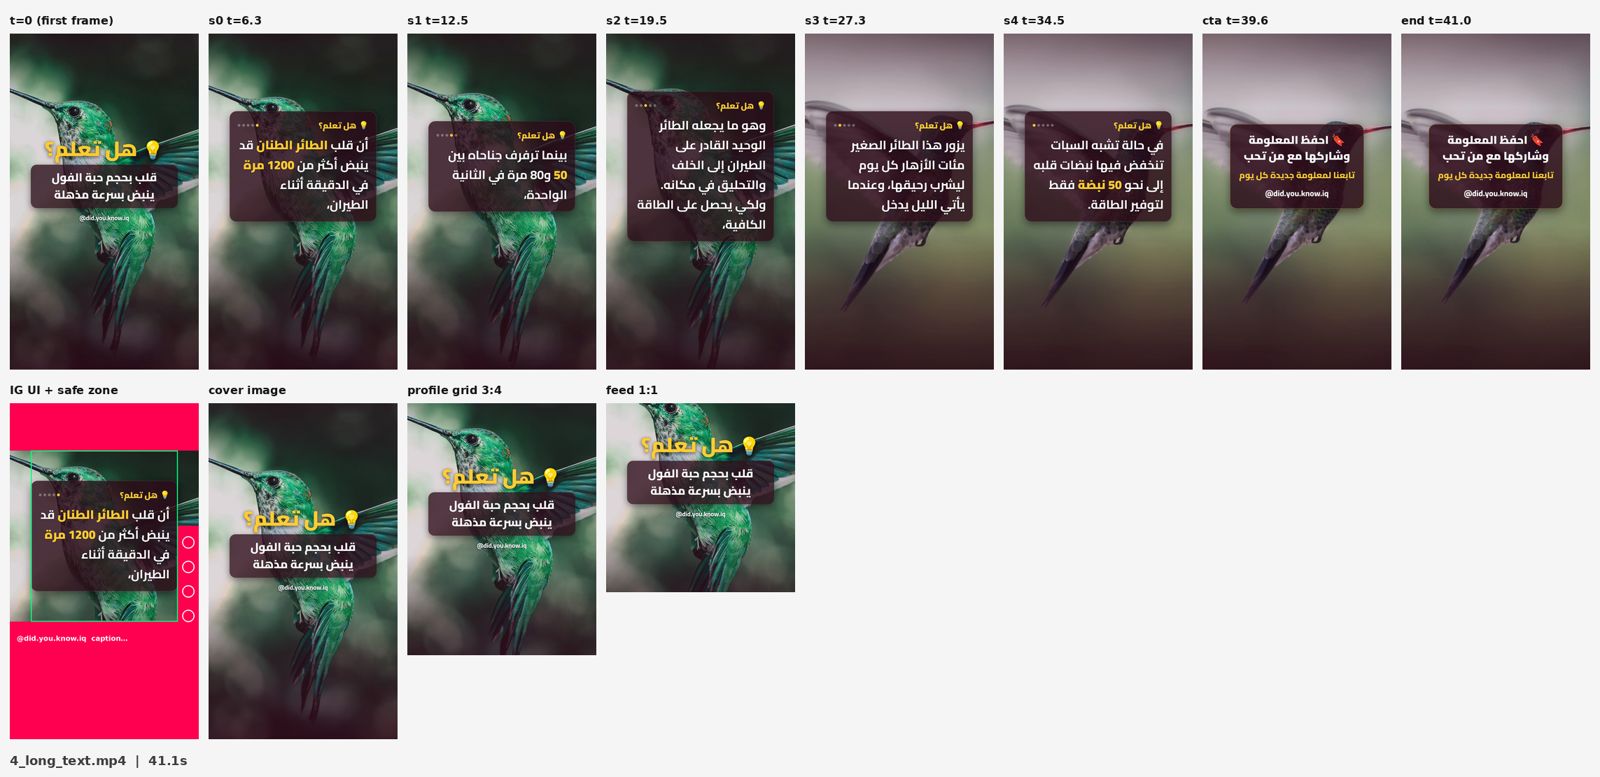 t=0 (first frame)
هل تعلم؟ 💡
قلب بحجم حبة الفول
ينبض بسرعة مذهلة
@did.you.know.iq
s0 t=6.3
💡 هل تعلم؟
أن قلب الطائر الطنان قد
ينبض أكثر من 1200 مرة
في الدقيقة أثناء
الطيران،
s1 t=12.5
💡 هل تعلم؟
بينما ترفرف جناحاه بين
50 و80 مرة في الثانية
الواحدة،
s2 t=19.5
💡 هل تعلم؟
وهو ما يجعله الطائر
الوحيد القادر على
الطيران إلى الخلف
والتحليق في مكانه.
ولكي يحصل على الطاقة
الكافية،
s3 t=27.3
💡 هل تعلم؟
يزور هذا الطائر الصغير
مئات الأزهار كل يوم
ليشرب رحيقها، وعندما
يأتي الليل يدخل
s4 t=34.5
💡 هل تعلم؟
في حالة تشبه السبات
تنخفض فيها نبضات قلبه
إلى نحو 50 نبضة فقط
لتوفير الطاقة.
cta t=39.6
🔖 احفظ المعلومة
وشاركها مع من تحب
تابعنا لمعلومة جديدة كل يوم
@did.you.know.iq
end t=41.0
🔖 احفظ المعلومة
وشاركها مع من تحب
تابعنا لمعلومة جديدة كل يوم
@did.you.know.iq
IG UI + safe zone
💡 هل تعلم؟
أن قلب الطائر الطنان قد
ينبض أكثر من 1200 مرة
في الدقيقة أثناء
الطيران،
@did.you.know.iq caption...
cover image
هل تعلم؟ 💡
قلب بحجم حبة الفول
ينبض بسرعة مذهلة
@did.you.know.iq
profile grid 3:4
هل تعلم؟ 💡
قلب بحجم حبة الفول
ينبض بسرعة مذهلة
@did.you.know.iq
feed 1:1
هل تعلم؟ 💡
قلب بحجم حبة الفول
ينبض بسرعة مذهلة
@did.you.know.iq
4_long_text.mp4 | 41.1s